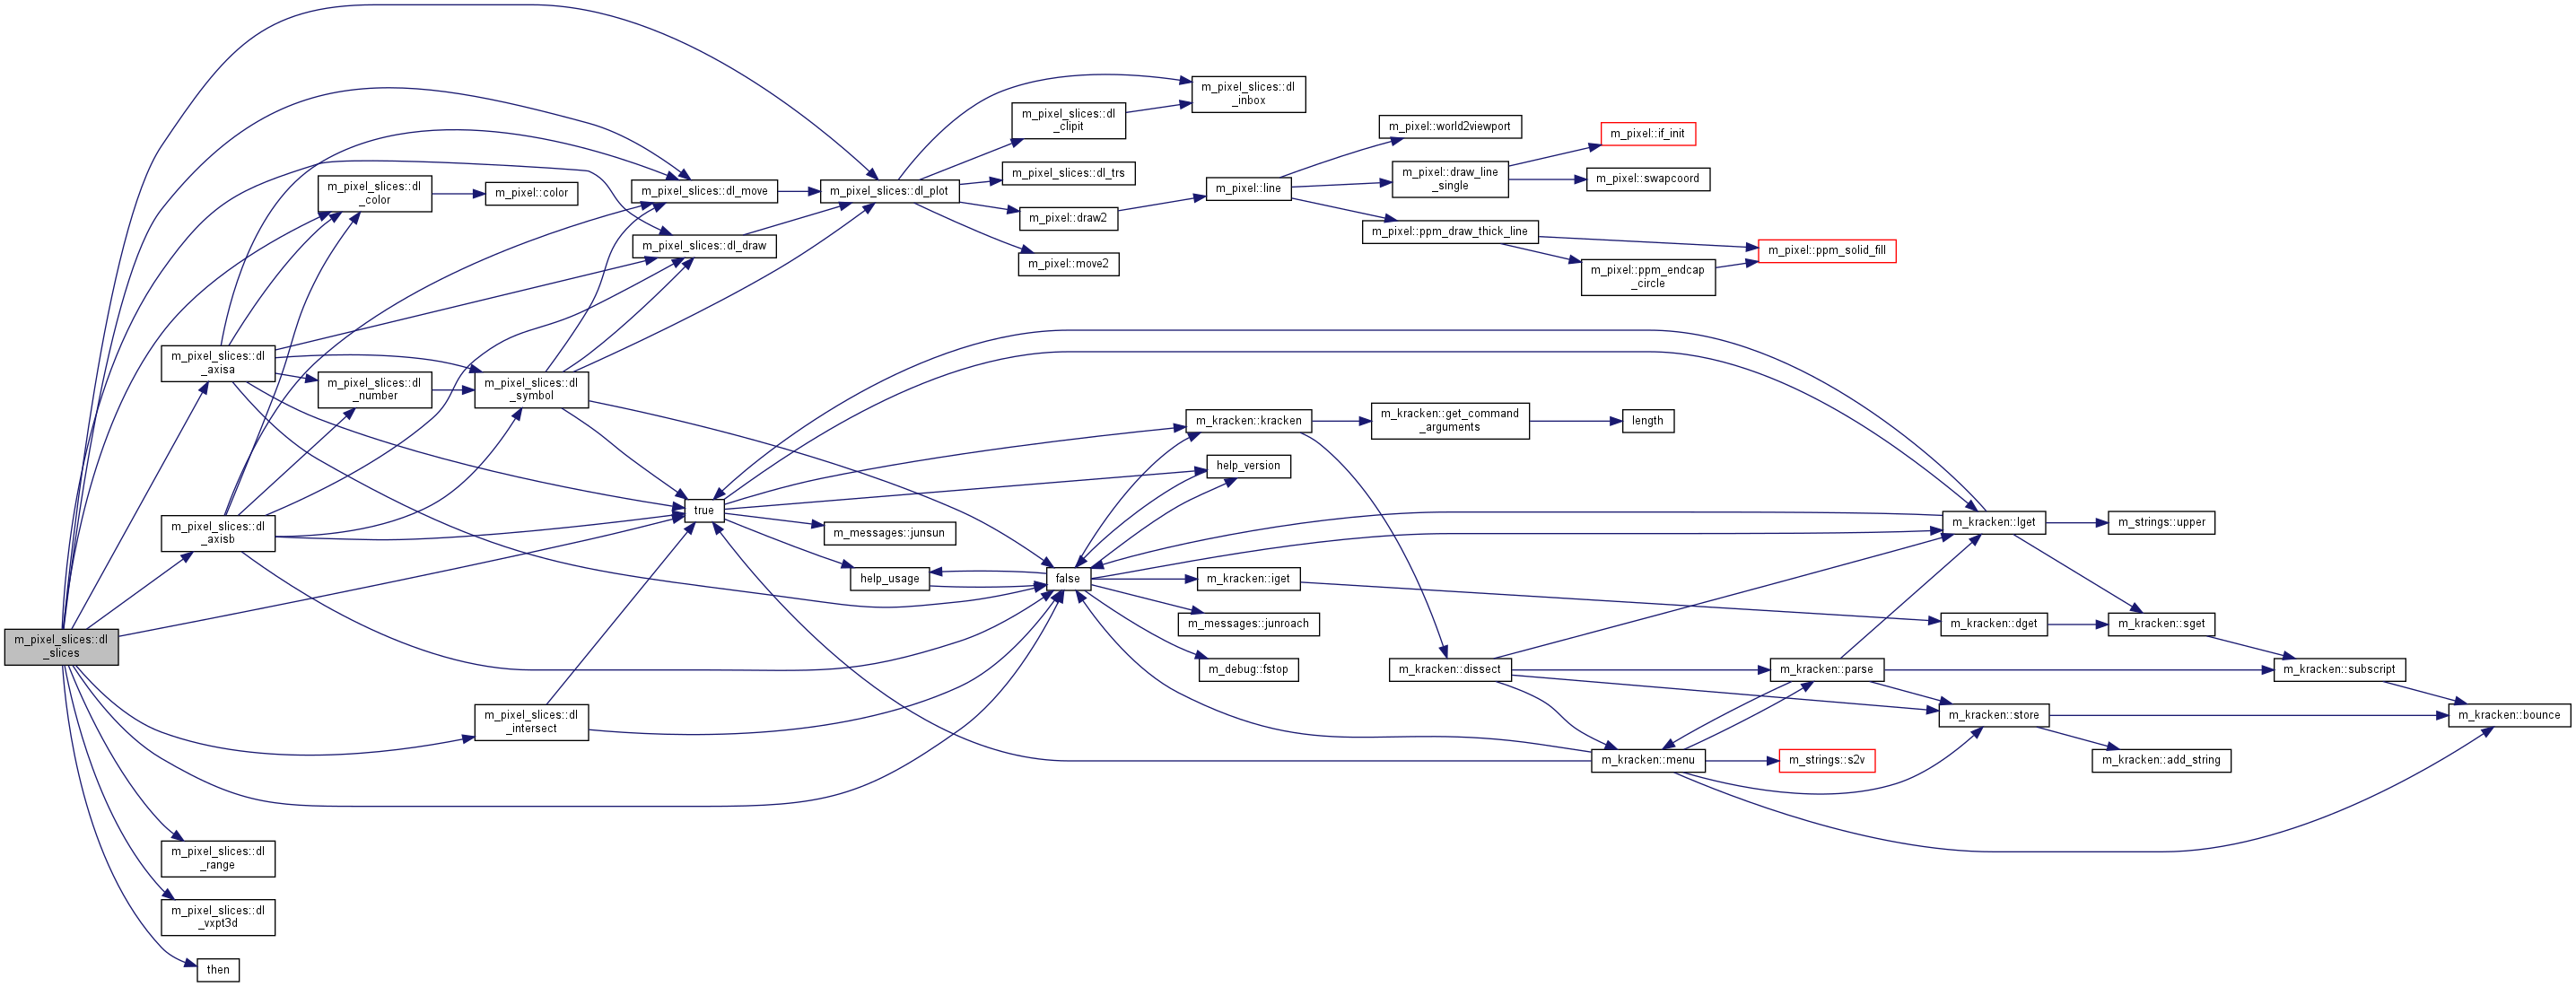 m_pixel_slices::dl
_slices
m_pixel_slices::dl
_axisa
m_pixel_slices::dl
_axisb
m_pixel_slices::dl
_range
m_pixel_slices::dl
_vxpt3d
then
m_pixel_slices::dl
_color
m_pixel_slices::dl
_number
m_pixel::color
m_pixel_slices::dl
_symbol
m_pixel_slices::dl
_intersect
m_pixel_slices::dl_move
m_pixel_slices::dl_draw
true
m_pixel_slices::dl_plot
m_messages::junsun
help_usage
m_pixel_slices::dl
_inbox
m_pixel_slices::dl
_clipit
m_pixel_slices::dl_trs
m_pixel::draw2
m_pixel::move2
false
m_pixel::line
m_kracken::kracken
help_version
m_kracken::iget
m_messages::junroach
m_debug::fstop
m_pixel::world2viewport
m_pixel::draw_line
_single
m_pixel::ppm_draw_thick_line
m_kracken::get_command
_arguments
m_kracken::dissect
m_pixel::if_init
m_pixel::swapcoord
m_pixel::ppm_endcap
_circle
length
m_kracken::menu
m_pixel::ppm_solid_fill
m_kracken::parse
m_strings::s2v
m_kracken::lget
m_kracken::dget
m_kracken::store
m_strings::upper
m_kracken::sget
m_kracken::add_string
m_kracken::subscript
m_kracken::bounce